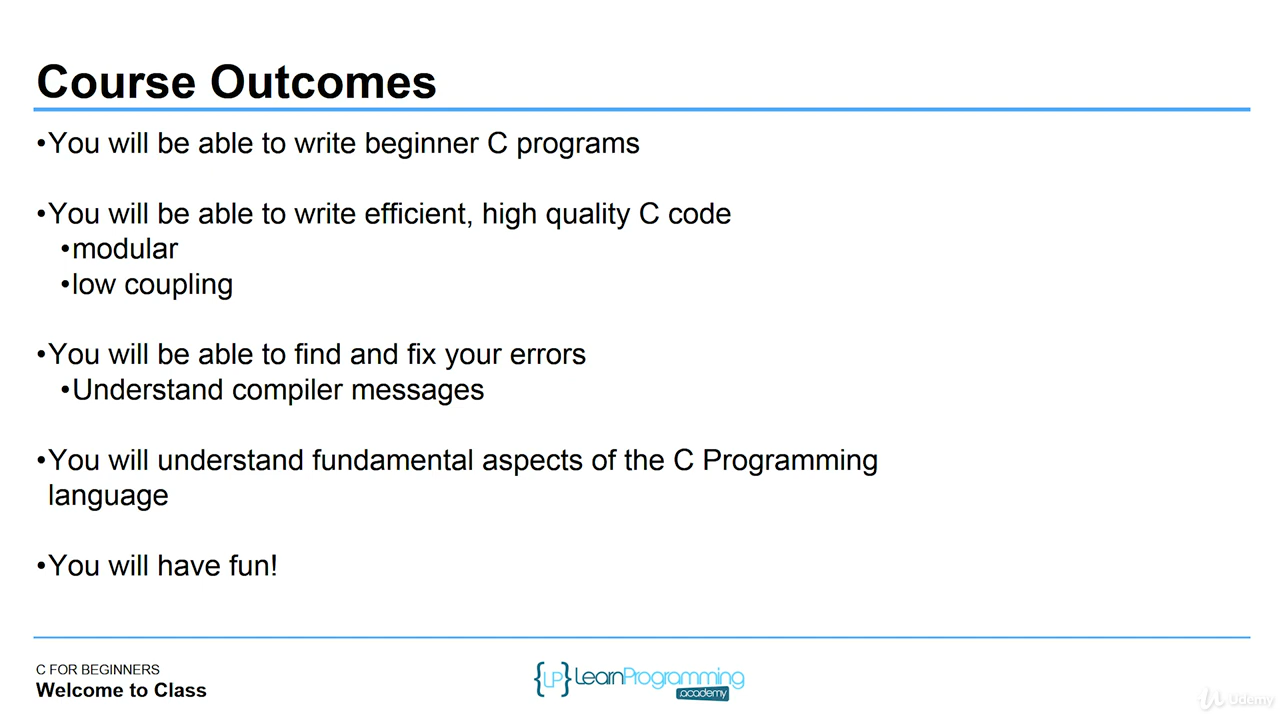 Course Outcomes
•You will be able to write beginner C programs
•You will be able to write efficient, high quality C code
•modular
•low coupling
•You will be able to find and fix your errors
•Understand compiler messages
•You will understand fundamental aspects of the C Programming
language
•You will have fun!
C FOR BEGINNERS
Welcome to Class
{LP} LearnProgramming
.academy
Udemy